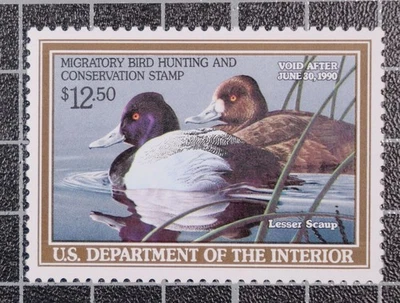 MIGRATORY BIRD HUNTING AND
CONSERVATION STAMP
$12.50
VOID AFTER
JUNE 30, 1990
Lesser Scaup
U.S. DEPARTMENT OF THE INTERIOR